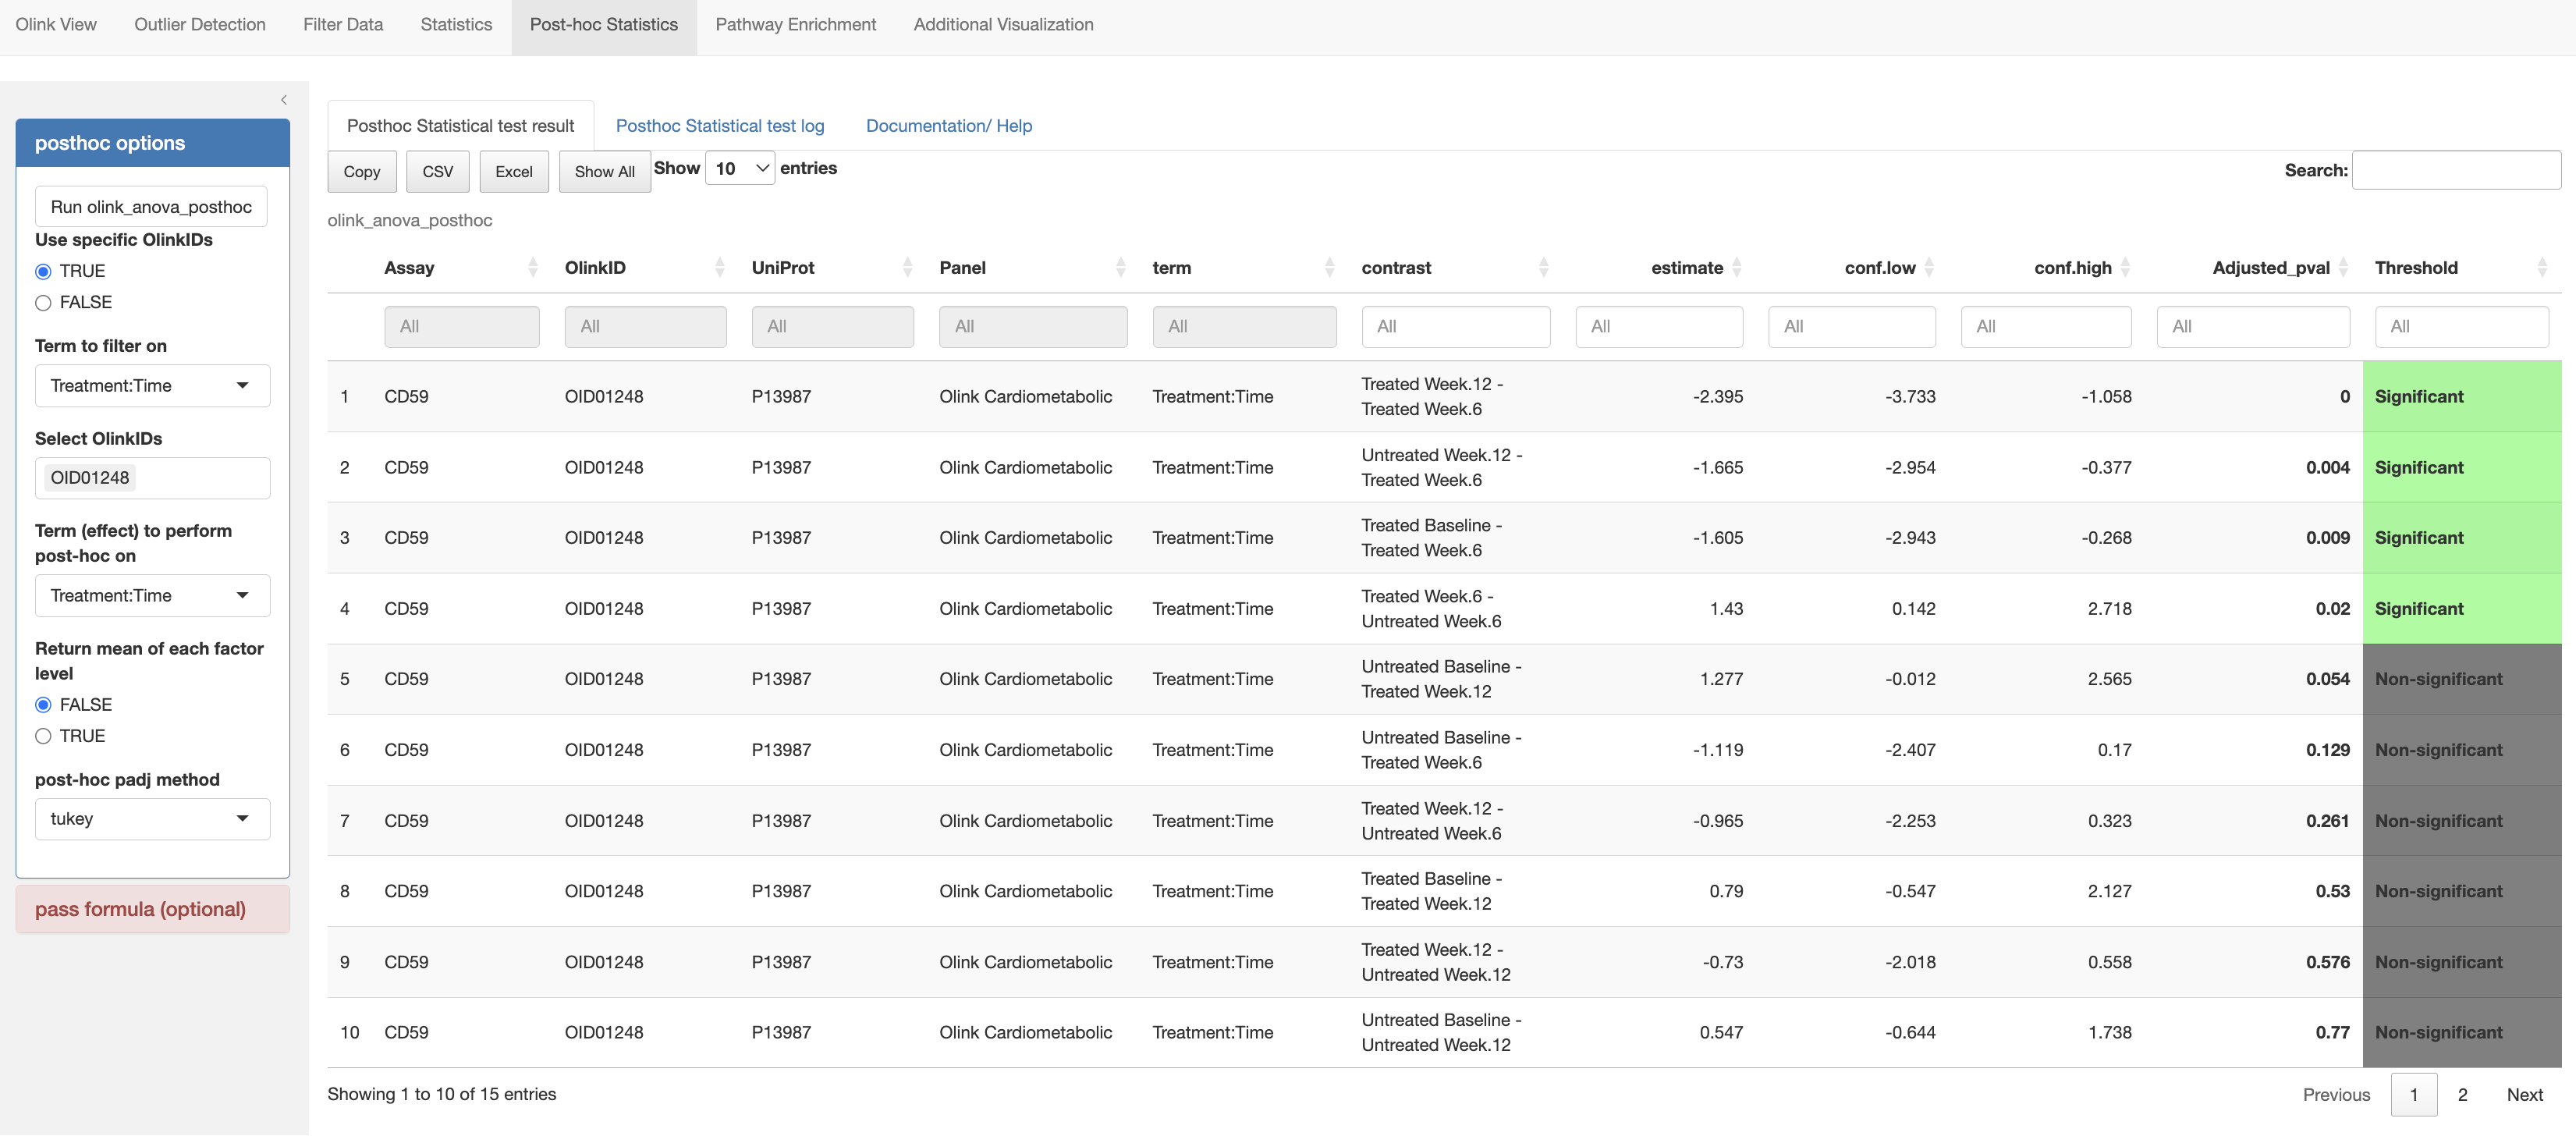 Olink View Outlier Detection Filter Data Statistics Post-hoc Statistics Pathway Enrichment Additional Visualization
posthoc options
Run olink_anova_posthoc
Use specific OlinkIDs
TRUE
FALSE
Term to filter on
Treatment:Time
Select OlinkIDs
OID01248
Term (effect) to perform
post-hoc on
Treatment:Time
Return mean of each factor
level
FALSE
TRUE
post-hoc padj method
tukey
pass formula (optional)
Posthoc Statistical test result Posthoc Statistical test log Documentation/ Help
Copy CSV Excel Show All Show 10 entries Search:
olink_anova_posthoc
Assay OlinkID UniProt Panel term contrast estimate conf.low conf.high Adjusted_pval Threshold
All All All All All All All All All All All
1 CD59 OID01248 P13987 Olink Cardiometabolic Treatment:Time Treated Week.12 - -2.395 -3.733 -1.058 0 Significant
Treated Week.6
2 CD59 OID01248 P13987 Olink Cardiometabolic Treatment:Time Untreated Week.12 - -1.665 -2.954 -0.377 0.004 Significant
Treated Week.6
3 CD59 OID01248 P13987 Olink Cardiometabolic Treatment:Time Treated Baseline - -1.605 -2.943 -0.268 0.009 Significant
Treated Week.6
4 CD59 OID01248 P13987 Olink Cardiometabolic Treatment:Time Treated Week.6 - 1.43 0.142 2.718 0.02 Significant
Untreated Week.6
5 CD59 OID01248 P13987 Olink Cardiometabolic Treatment:Time Untreated Baseline - 1.277 -0.012 2.565 0.054 Non-significant
Treated Week.12
6 CD59 OID01248 P13987 Olink Cardiometabolic Treatment:Time Untreated Baseline - -1.119 -2.407 0.17 0.129 Non-significant
Treated Week.6
7 CD59 OID01248 P13987 Olink Cardiometabolic Treatment:Time Treated Week.12 - -0.965 -2.253 0.323 0.261 Non-significant
Untreated Week.6
8 CD59 OID01248 P13987 Olink Cardiometabolic Treatment:Time Treated Baseline - 0.79 -0.547 2.127 0.53 Non-significant
Treated Week.12
9 CD59 OID01248 P13987 Olink Cardiometabolic Treatment:Time Treated Week.12 - -0.73 -2.018 0.558 0.576 Non-significant
Untreated Week.12
10 CD59 OID01248 P13987 Olink Cardiometabolic Treatment:Time Untreated Baseline - 0.547 -0.644 1.738 0.77 Non-significant
Untreated Week.12
Showing 1 to 10 of 15 entries Previous 1 2 Next